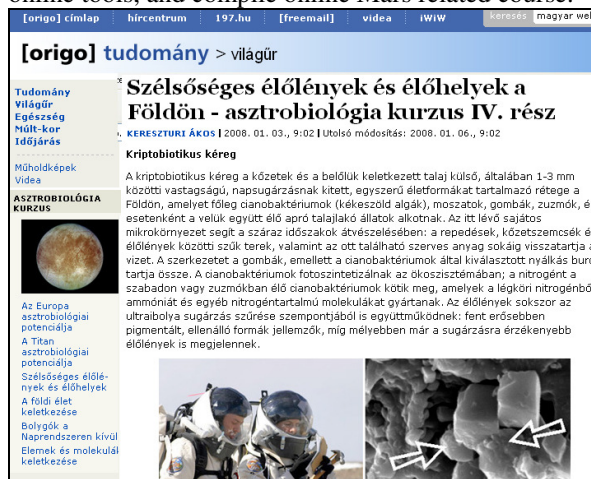 online tools, and compile online Mars related course.
[origo] címlap hírcentrum 197.hu [freemail] videa iWiW keresés magyar web
[origo] tudomány > világűr
Tudomány
Világűr
Egészség
Múlt-kor
Időjárás
Műholdképek
Videa
ASZTROBIOLÓGIA
KURZUS
Az Europa
asztrobiológiai
potenciálja
A Titan
asztrobiológiai
potenciálja
Szélsőséges élőlé-
nyek és élőhelyek
A földi élet
keletkezése
Bolygók a
Naprendszeren kívül
Elemek és molekulák
keletkezése
Szélsőséges élőlények és élőhelyek a
Földön - asztrobiológia kurzus IV. rész
KERESZTURI ÁKOS | 2008. 01. 03., 9:02 | Utolsó módosítás: 2008. 01. 06., 9:02
Kriptobiotikus kéreg
A kriptobiotikus kéreg a kőzetek és a belőlük keletkezett talaj külső, általában 1-3 mm
közötti vastagságú, napsugárzásnak kitett, egyszerű életformákat tartalmazó rétege a
Földön, amelyet főleg cianobaktériumok (kékeszöld algák), moszatok, gombák, zuzmók, é
esetenként a velük együtt élő apró talajlakó állatok alkotnak. Az itt lévő sajátos
mikrokörnyezet segít a száraz időszakok átvészelésében: a repedések, kőzetszemcsék é
élőlények közötti szűk terek, valamint az ott található szerves anyag sokáig visszatartja a
vizet. A szerkezetet a gombák, emellett a cianobaktériumok által kiválasztott nyálkás buro
tartja össze. A cianobaktériumok fotoszintetizálnak az ökoszisztémában; a nitrogént a
szabadon vagy zuzmókban élő cianobaktériumok kötik meg, amelyek a légköri nitrogénbő
ammóniát és egyéb nitrogéntartalmú molekulákat gyártanak. Az élőlények sokszor az
ultraibolya sugárzás szűrése szempontjából is együttműködnek: fent erősebben
pigmentált, ellenálló formák jellemzők, míg mélyebben már a sugárzásra érzékenyebb
élőlények is megjelennek.